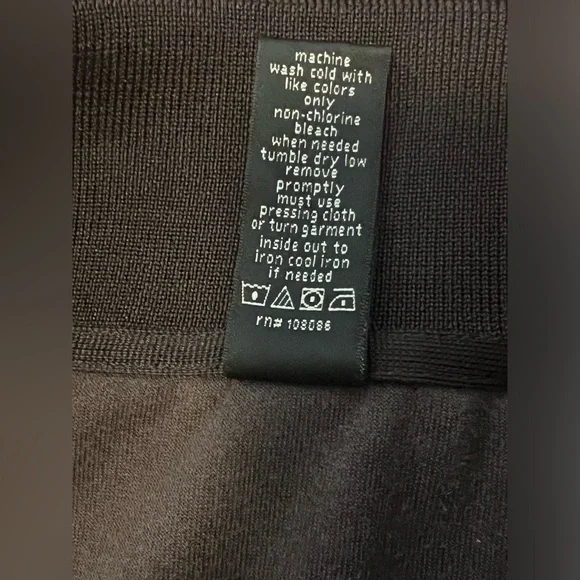 machine
wash cold with
like colors
only
non-chlorine
bleach
when needed
tumble dry low
remove
promptly
must use
pressing cloth
or turn garment
inside out to
iron cool iron
if needed
rn# 108086